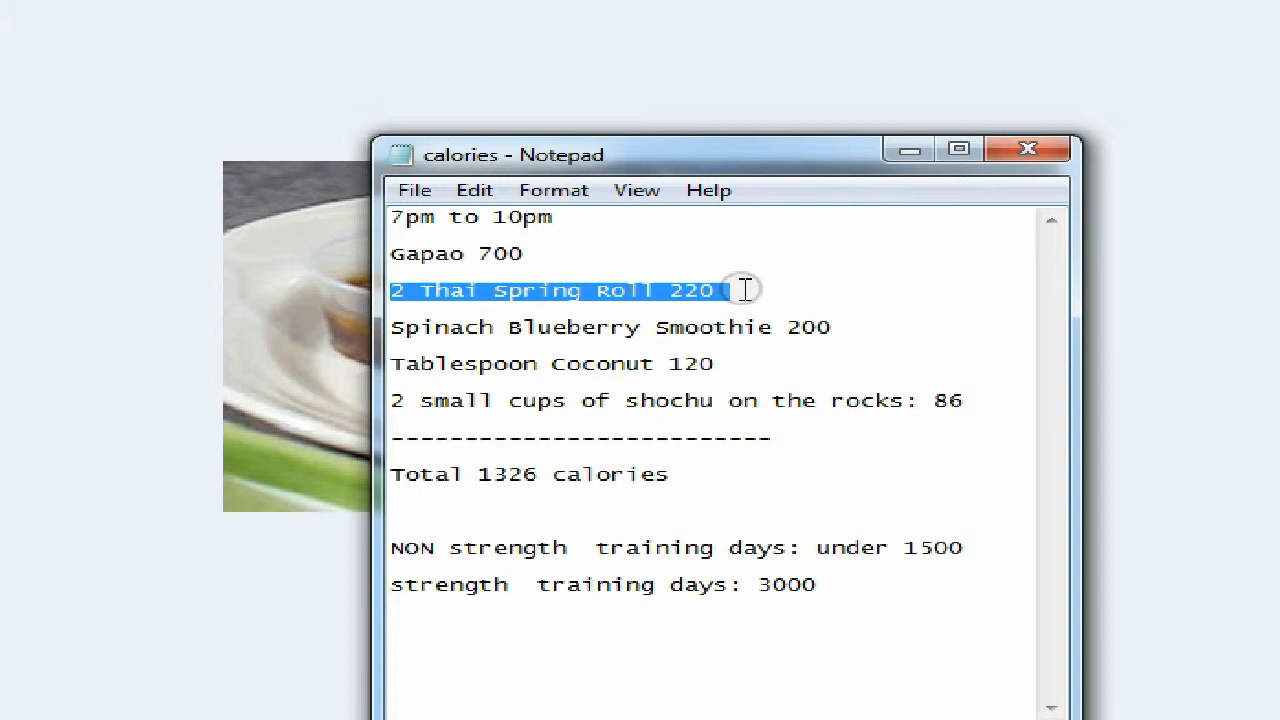 calories - Notepad
File Edit Format View Help
7pm to 10pm
Gapao 700
2 Thai Spring Roll 220
Spinach Blueberry Smoothie 200
Tablespoon Coconut 120
2 small cups of shochu on the rocks: 86
--------------------------
Total 1326 calories
NON strength  training days: under 1500
strength  training days: 3000